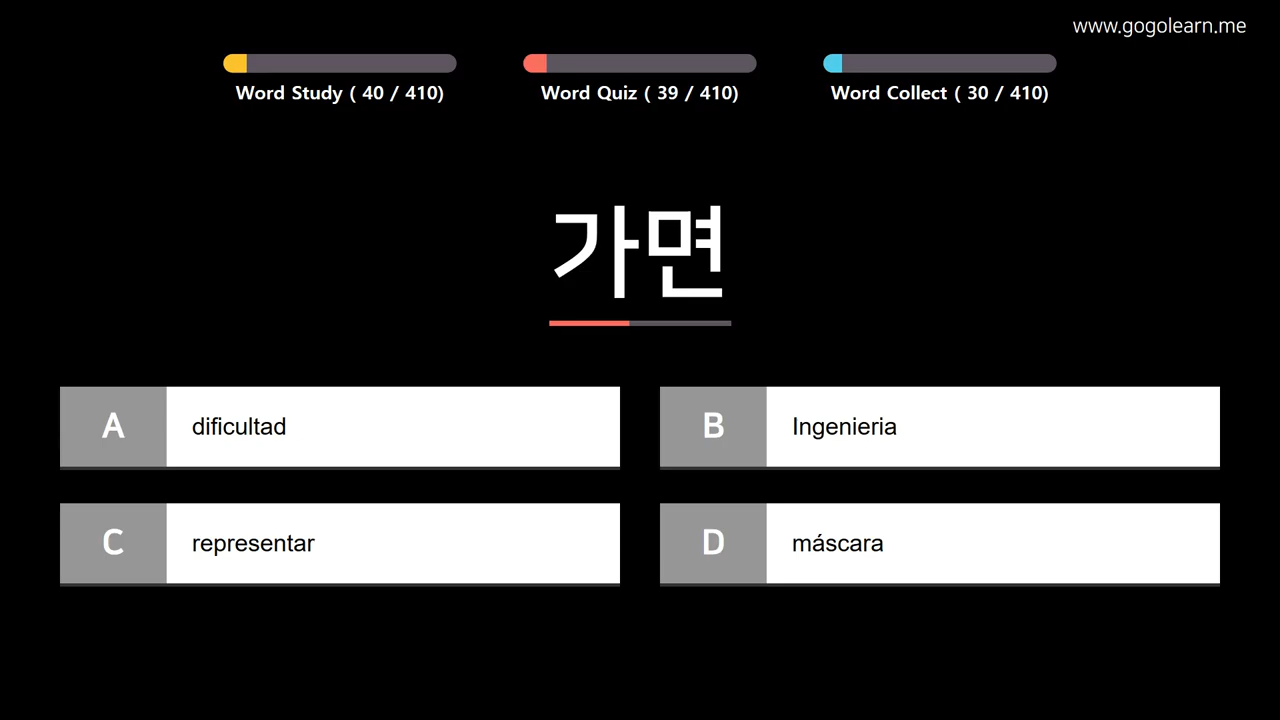 www.gogolearn.me
Word Study ( 40 / 410)
Word Quiz ( 39 / 410)
Word Collect ( 30 / 410)
가면
A dificultad
B Ingenieria
C representar
D máscara